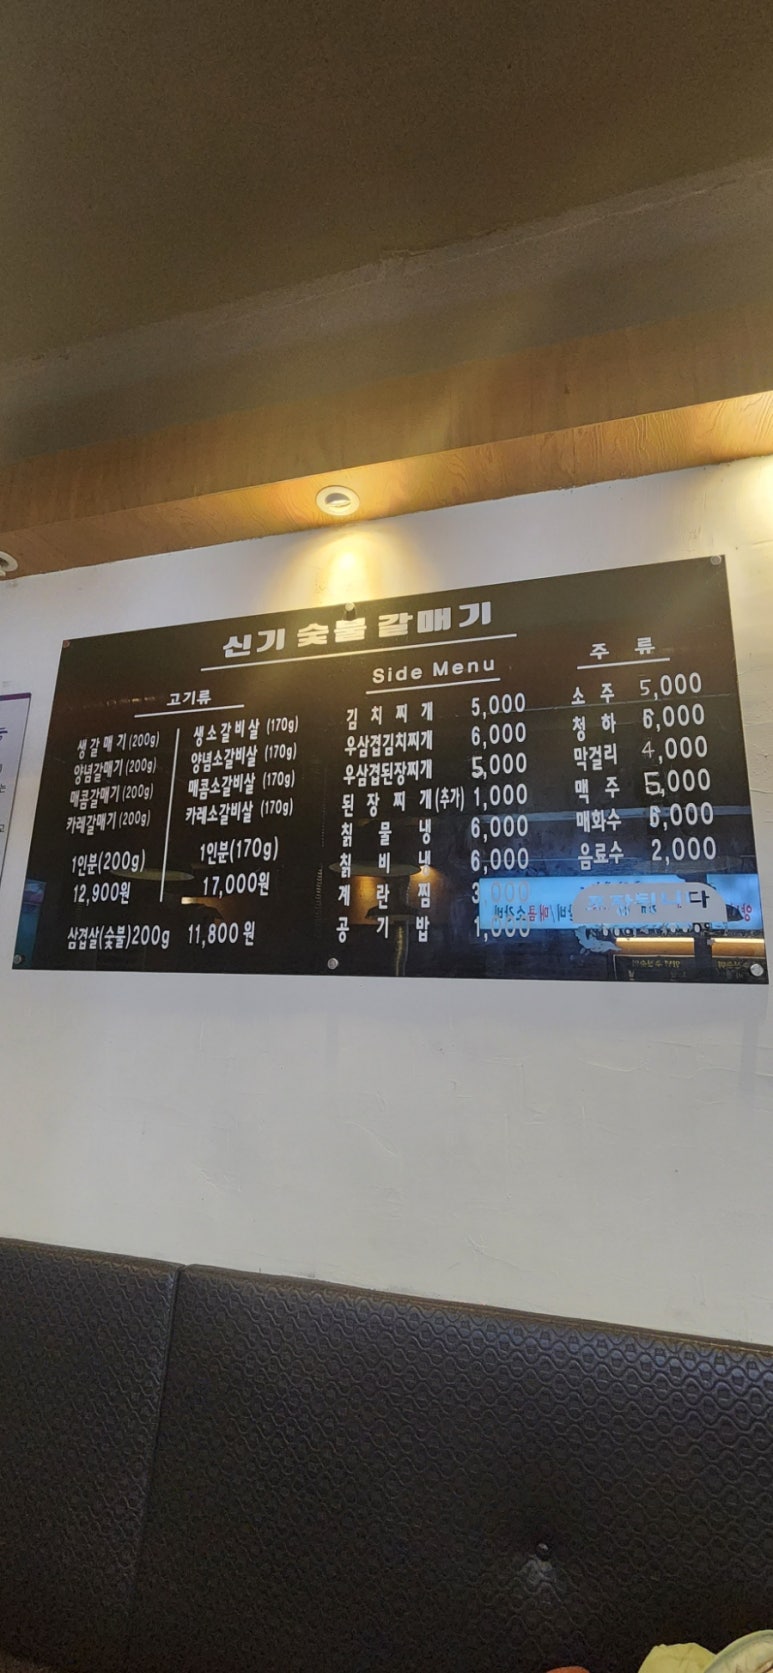 신기 숯불 갈매기
고기류
생갈매기(200g)
양념갈매기(200g)
매콤갈매기(200g)
카레갈매기(200g)
1인분(200g)
12,900원
생소갈비살 (170g)
양념소갈비살 (170g)
매콤소갈비살 (170g)
카레소갈비살 (170g)
1인분(170g)
17,000원
삼겹살(숯불)200g 11,800원
Side Menu
김치찌개 5,000
우삼겹김치찌개 6,000
우삼겹된장찌개 5,000
된장찌개(추가) 1,000
칡물냉 6,000
칡비냉 6,000
계란찜 3,000
공기밥 1,000
주류
소주 5,000
청하 6,000
막걸리 4,000
맥주 5,000
매화수 6,000
음료수 2,000